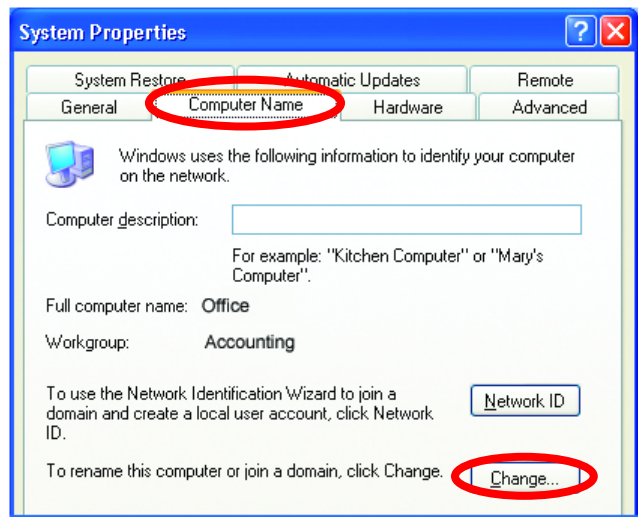 System Properties
System Restore Automatic Updates Remote
General Computer Name Hardware Advanced
Windows uses the following information to identify your computer
on the network.
Computer description:
For example: "Kitchen Computer" or "Mary's
Computer".
Full computer name: Office
Workgroup: Accounting
To use the Network Identification Wizard to join a
domain and create a local user account, click Network
ID.
Network ID
To rename this computer or join a domain, click Change.
Change...